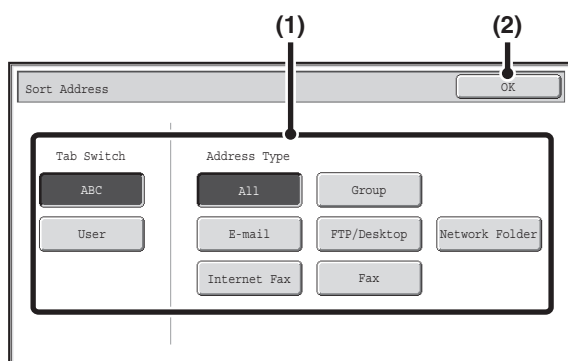 (1) (2)
Sort Address OK
Tab Switch Address Type
ABC All Group
User E-mail FTP/Desktop Network Folder
Internet Fax Fax